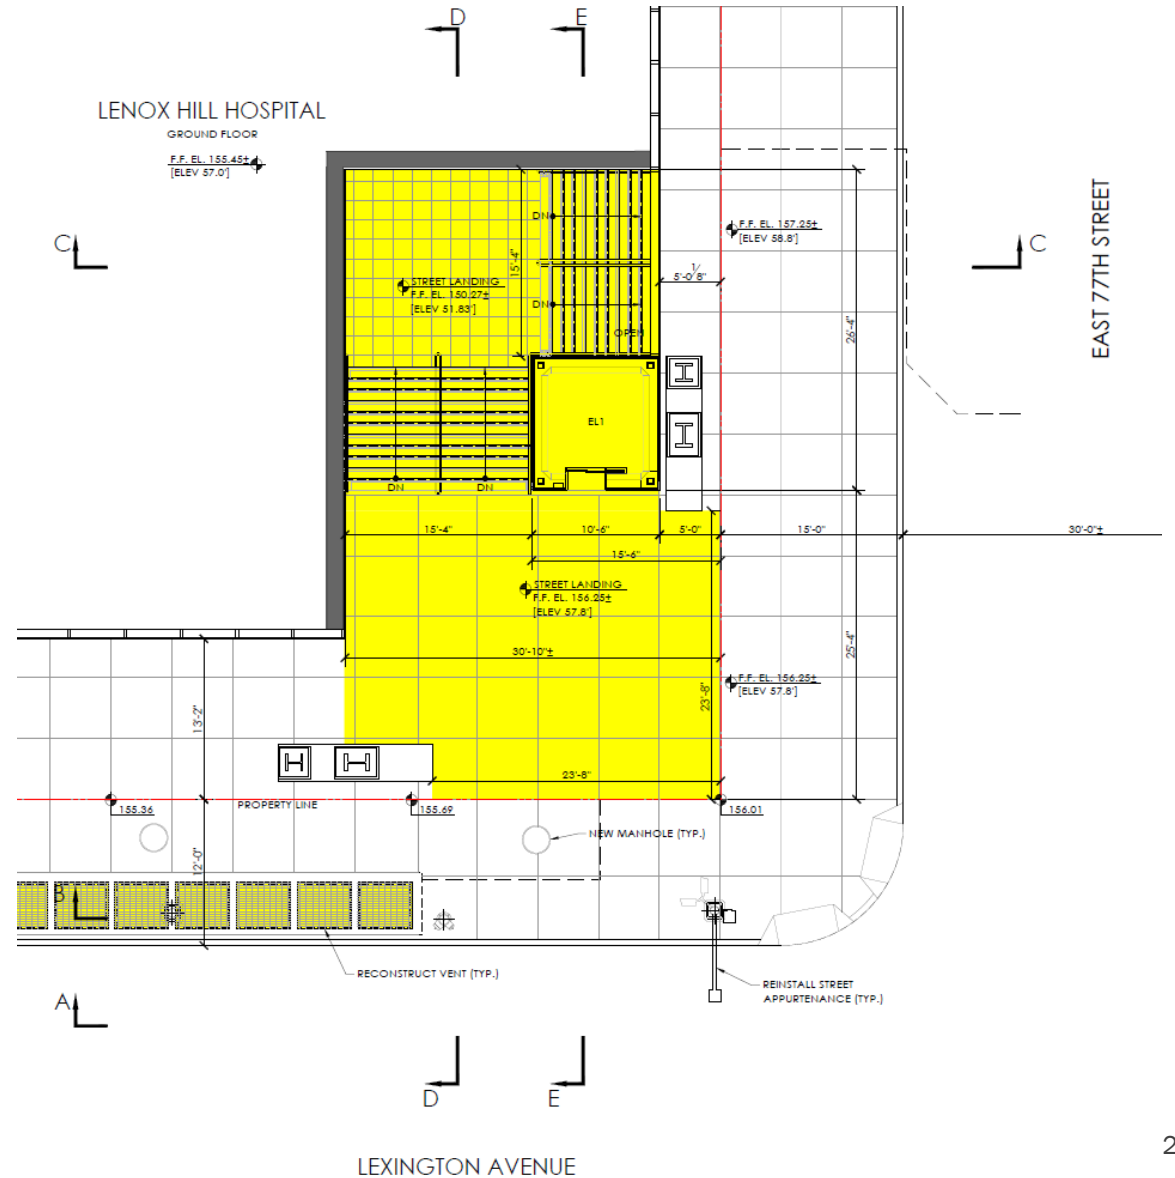 D
E
LENOX HILL HOSPITAL
GROUND FLOOR
F.F. EL. 155.45±
[ELEV 57.0']
C
C
EAST 77TH STREET
DN
F.F. EL. 157.25±
[ELEV 58.8']
15'-4"
5'-0 1/8"
STREET LANDING
F.F. EL. 150.27±
[ELEV 51.83']
DN
OPEN
26'-4"
EL1
DN
DN
15'-4"
10'-6"
5'-0"
15'-0"
30'-0"±
15'-6"
STREET LANDING
F.F. EL. 156.25±
[ELEV 57.8']
30'-10"±
25'-4"
F.F. EL. 156.25±
[ELEV 57.8']
23'-8"
13'-2"
23'-8"
PROPERTY LINE
155.36
155.69
156.01
NEW MANHOLE (TYP.)
12'-0"
B
RECONSTRUCT VENT (TYP.)
REINSTALL STREET
APPURTENANCE (TYP.)
A
D
E
2
LEXINGTON AVENUE